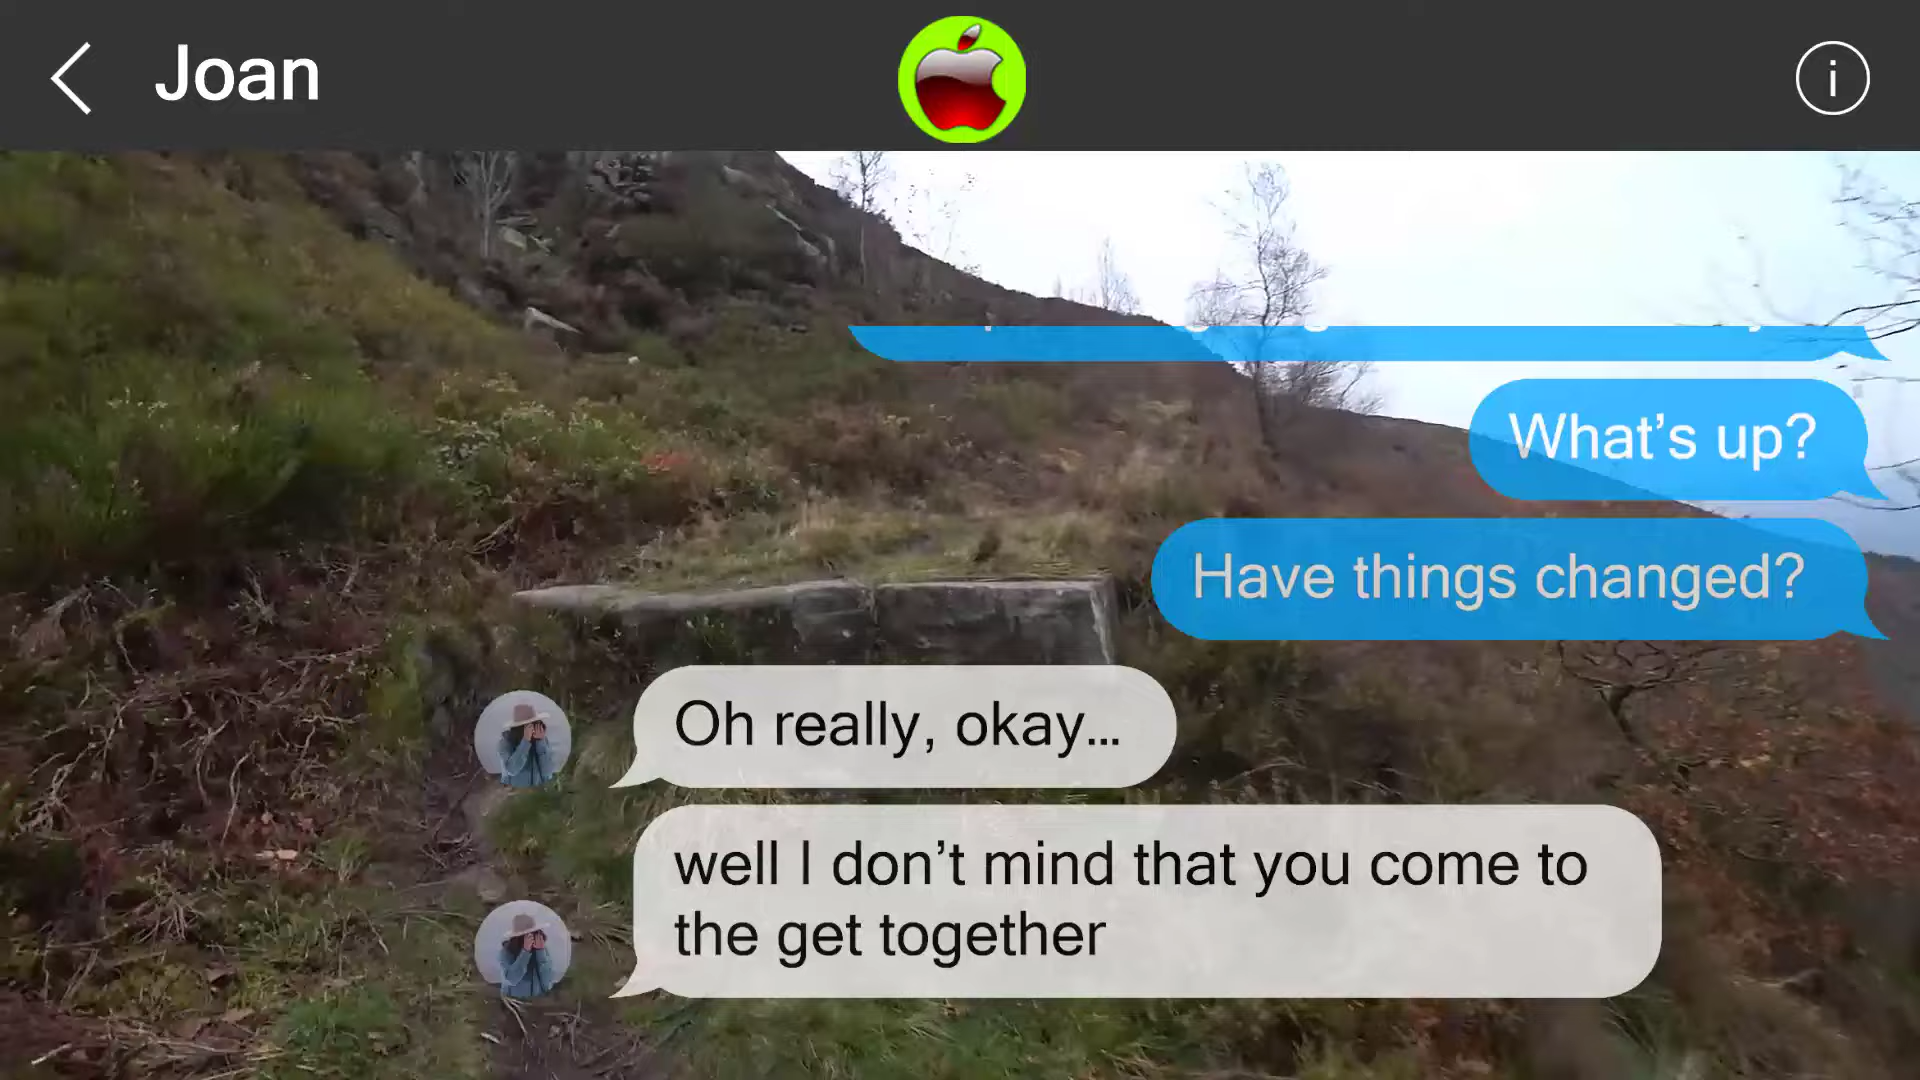 Joan
What’s up?
Have things changed?
Oh really, okay...
well I don’t mind that you come to
the get together